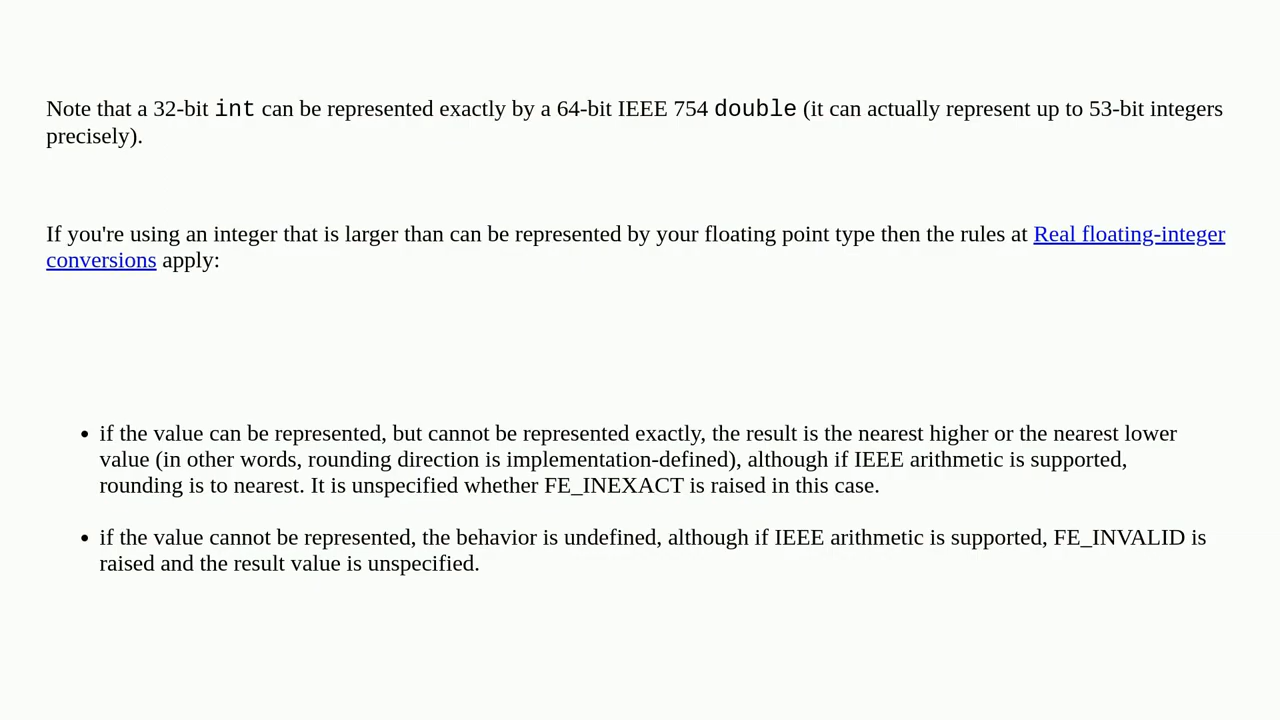 Note that a 32-bit int can be represented exactly by a 64-bit IEEE 754 double (it can actually represent up to 53-bit integers
precisely).
If you're using an integer that is larger than can be represented by your floating point type then the rules at Real floating-integer
conversions apply:
• if the value can be represented, but cannot be represented exactly, the result is the nearest higher or the nearest lower
value (in other words, rounding direction is implementation-defined), although if IEEE arithmetic is supported,
rounding is to nearest. It is unspecified whether FE_INEXACT is raised in this case.
• if the value cannot be represented, the behavior is undefined, although if IEEE arithmetic is supported, FE_INVALID is
raised and the result value is unspecified.